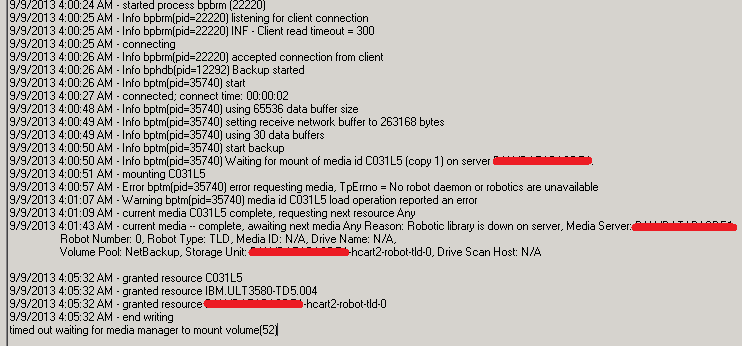 9/9/2013 4:00:24 AM - started process bpbrm (22220)
9/9/2013 4:00:25 AM - Info bpbrm(pid=22220) listening for client connection
9/9/2013 4:00:25 AM - Info bpbrm(pid=22220) INF - Client read timeout = 300
9/9/2013 4:00:25 AM - connecting
9/9/2013 4:00:26 AM - Info bpbrm(pid=22220) accepted connection from client
9/9/2013 4:00:26 AM - Info bphdb(pid=12292) Backup started
9/9/2013 4:00:26 AM - Info bptm(pid=35740) start
9/9/2013 4:00:27 AM - connected; connect time: 00:00:02
9/9/2013 4:00:48 AM - Info bptm(pid=35740) using 65536 data buffer size
9/9/2013 4:00:49 AM - Info bptm(pid=35740) setting receive network buffer to 263168 bytes
9/9/2013 4:00:49 AM - Info bptm(pid=35740) using 30 data buffers
9/9/2013 4:00:50 AM - Info bptm(pid=35740) start backup
9/9/2013 4:00:50 AM - Info bptm(pid=35740) Waiting for mount of media id C031L5 (copy 1) on server
9/9/2013 4:00:51 AM - mounting C031L5
9/9/2013 4:00:57 AM - Error bptm(pid=35740) error requesting media, TpErrno = No robot daemon or robotics are unavailable
9/9/2013 4:01:07 AM - Warning bptm(pid=35740) media id C031L5 load operation reported an error
9/9/2013 4:01:09 AM - current media C031L5 complete, requesting next resource Any
9/9/2013 4:01:43 AM - current media -- complete, awaiting next media Any Reason: Robotic library is down on server, Media Server:
Robot Number: 0, Robot Type: TLD, Media ID: N/A, Drive Name: N/A,
Volume Pool: NetBackup, Storage Unit: -hcart2-robot-tld-0, Drive Scan Host: N/A
9/9/2013 4:05:32 AM - granted resource C031L5
9/9/2013 4:05:32 AM - granted resource IBM.ULT3580-TD5.004
9/9/2013 4:05:32 AM - granted resource -hcart2-robot-tld-0
9/9/2013 4:05:32 AM - end writing
timed out waiting for media manager to mount volume(52)